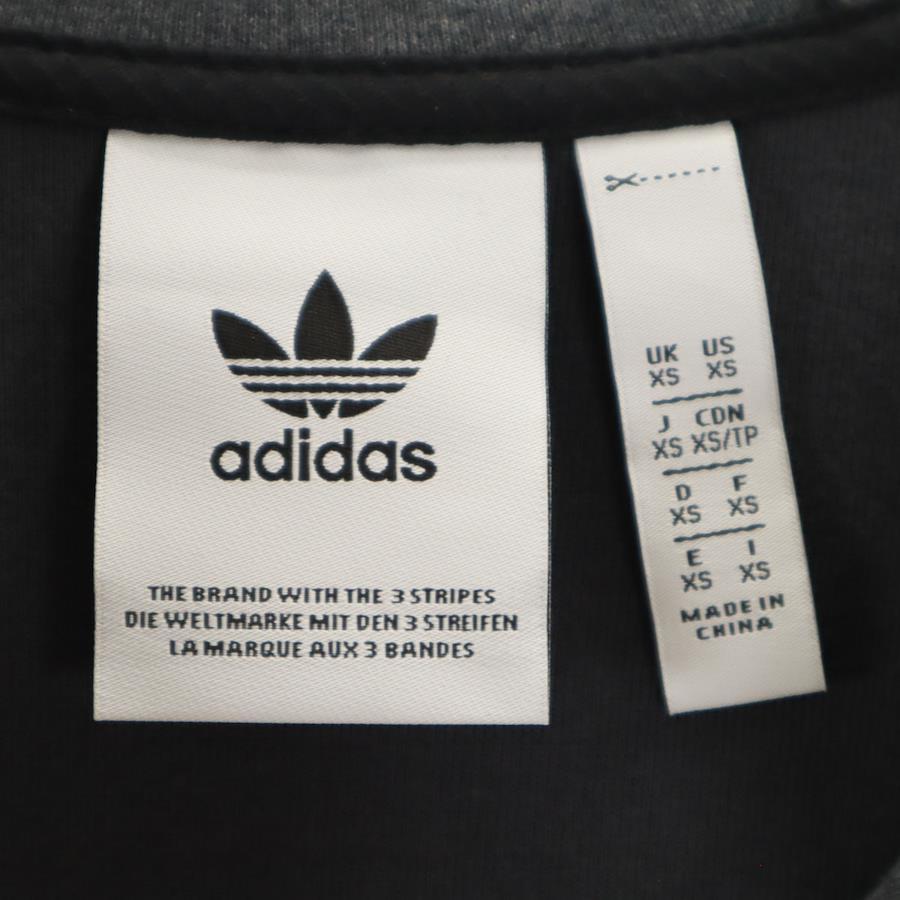 adidas
THE BRAND WITH THE 3 STRIPES
DIE WELTMARKE MIT DEN 3 STREIFEN
LA MARQUE AUX 3 BANDES
UK US
XS XS
J CDN
XS XS/TP
D F
XS XS
E I
XS XS
MADE IN
CHINA